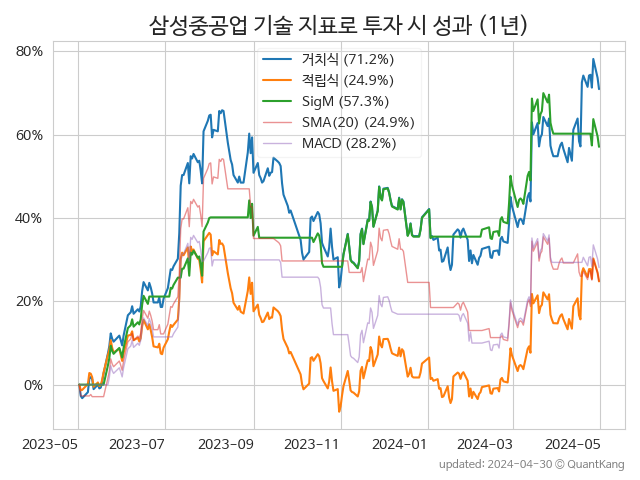 삼성중공업 기술 지표로 투자 시 성과 (1년)
거치식 (71.2%)
적립식 (24.9%)
SigM (57.3%)
SMA(20) (24.9%)
MACD (28.2%)
80%
60%
40%
20%
0%
2023-05 2023-07 2023-09 2023-11 2024-01 2024-03 2024-05
updated: 2024-04-30 ⓒ QuantKang